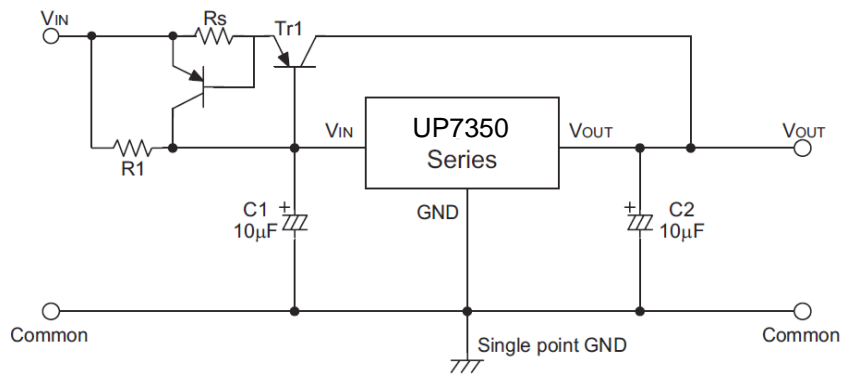 VIN
Rs
Tr1
R1
VIN
UP7350
Series
VOUT
VOUT
GND
C1
+
10μF
+
C2
10μF
Common
Single point GND
Common